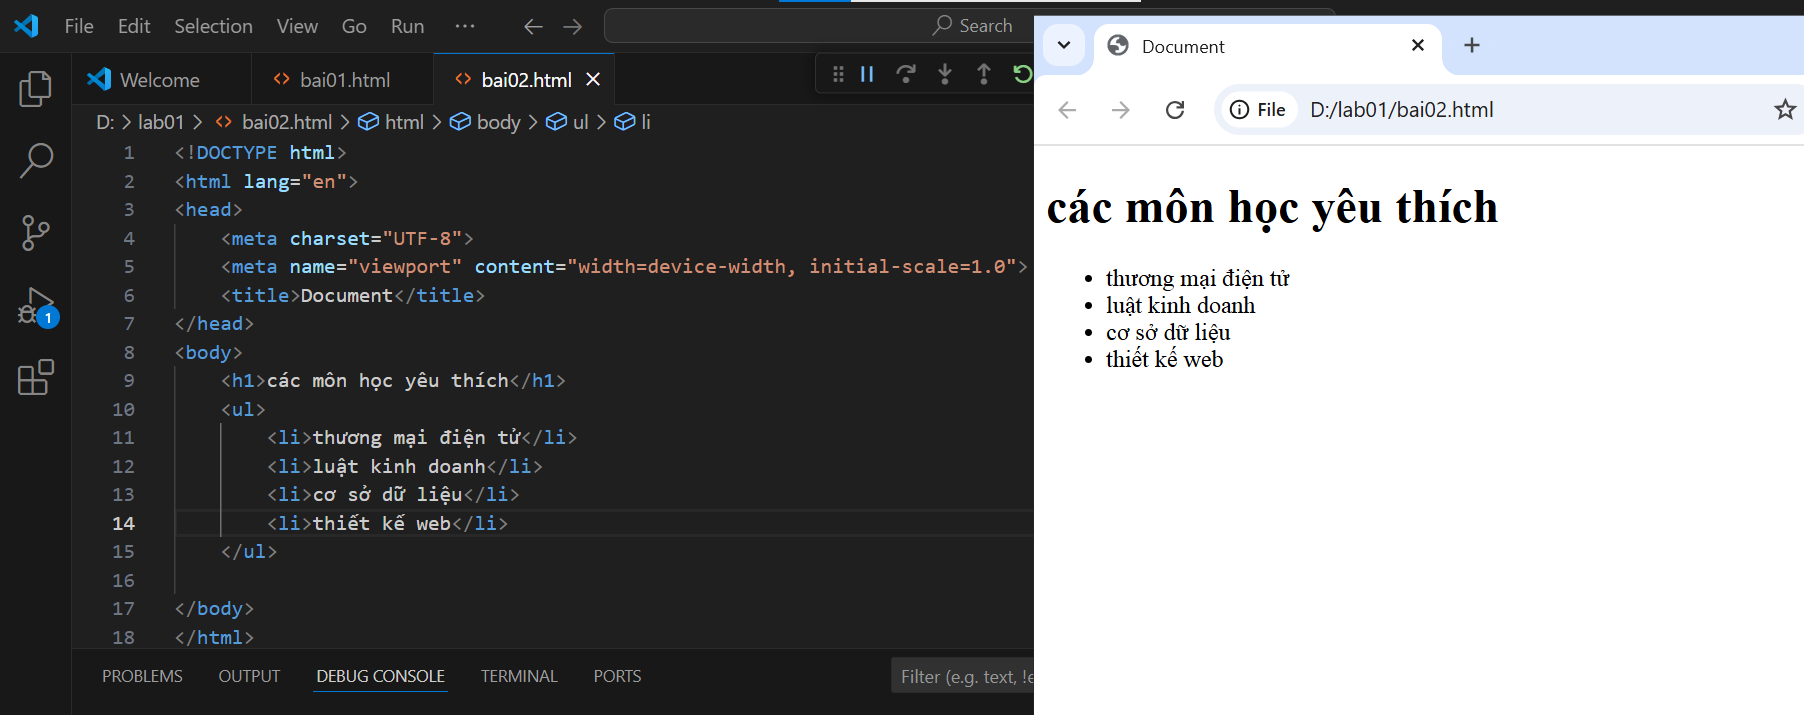 File Edit Selection View Go Run ··· Search
Welcome bai01.html bai02.html
D: > lab01 > bai02.html > html > body > ul > li
1 <!DOCTYPE html>
2 <html lang="en">
3 <head>
4 <meta charset="UTF-8">
5 <meta name="viewport" content="width=device-width, initial-scale=1.0">
6 <title>Document</title>
7 </head>
8 <body>
9 <h1>các môn học yêu thích</h1>
10 <ul>
11 <li>thương mại điện tử</li>
12 <li>luật kinh doanh</li>
13 <li>cơ sở dữ liệu</li>
14 <li>thiết kế web</li>
15 </ul>
16
17 </body>
18 </html>
1
PROBLEMS OUTPUT DEBUG CONSOLE TERMINAL PORTS Filter (e.g. text, !e
Document
File D:/lab01/bai02.html
các môn học yêu thích
• thương mại điện tử
• luật kinh doanh
• cơ sở dữ liệu
• thiết kế web